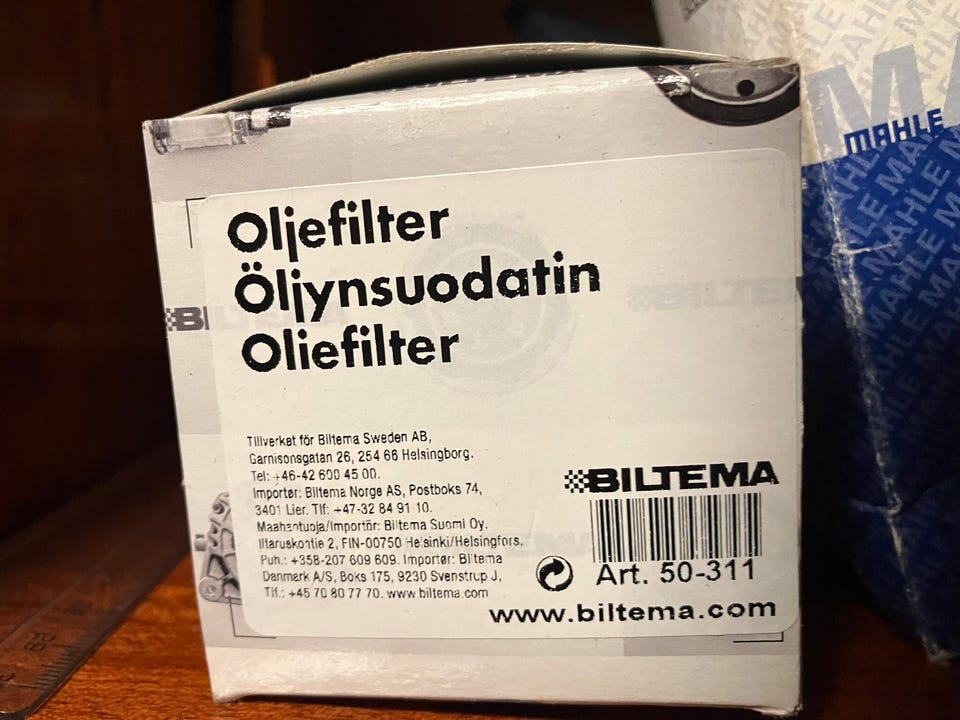 Oljefilter
Öljynsuodatin
Oliefilter
Tillverkat för Biltema Sweden AB,
Garnisonsgatan 26, 254 66 Helsingborg.
Tel: +46-42 600 45 00.
Importør: Biltema Norge AS, Postboks 74,
3401 Lier. Tlf: +47-32 84 91 10.
Maahantuoja/Importör: Biltema Suomi Oy.
Iltaruskontie 2, FIN-00750 Helsinki/Helsingfors.
Puh.: +358-207 609 609. Importør: Biltema
Danmark A/S, Boks 175, 9230 Svenstrup J,
Tlf.: +45 70 80 77 70. www.biltema.com
BILTEMA
Art. 50-311
www.biltema.com
MAHLE